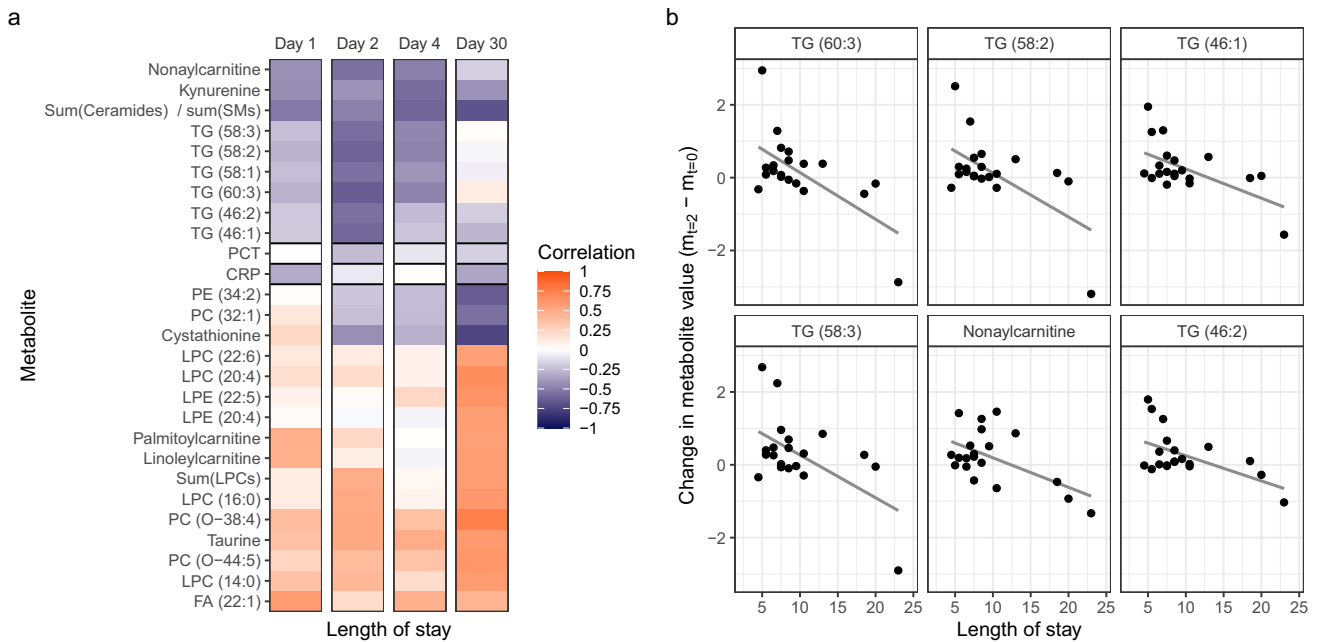 a
Day 1 Day 2 Day 4 Day 30
Nonaylcarnitine
Kynurenine
Sum(Ceramides) / sum(SMs)
TG (58:3)
TG (58:2)
TG (58:1)
TG (60:3)
TG (46:2)
TG (46:1)
PCT
CRP
PE (34:2)
PC (32:1)
Cystathionine
LPC (22:6)
LPC (20:4)
LPE (22:5)
LPE (20:4)
Palmitoylcarnitine
Linoleylcarnitine
Sum(LPCs)
LPC (16:0)
PC (O−38:4)
Taurine
PC (O−44:5)
LPC (14:0)
FA (22:1)
Metabolite
Length of stay
Correlation
1
0.75
0.5
0.25
0
−0.25
−0.5
−0.75
−1
b
TG (60:3) TG (58:2) TG (46:1)
2
0
−2
TG (58:3) Nonaylcarnitine TG (46:2)
2
0
−2
5 10 15 20 25 5 10 15 20 25 5 10 15 20 25
Change in metabolite value (m_{t=2} − m_{t=0})
Length of stay